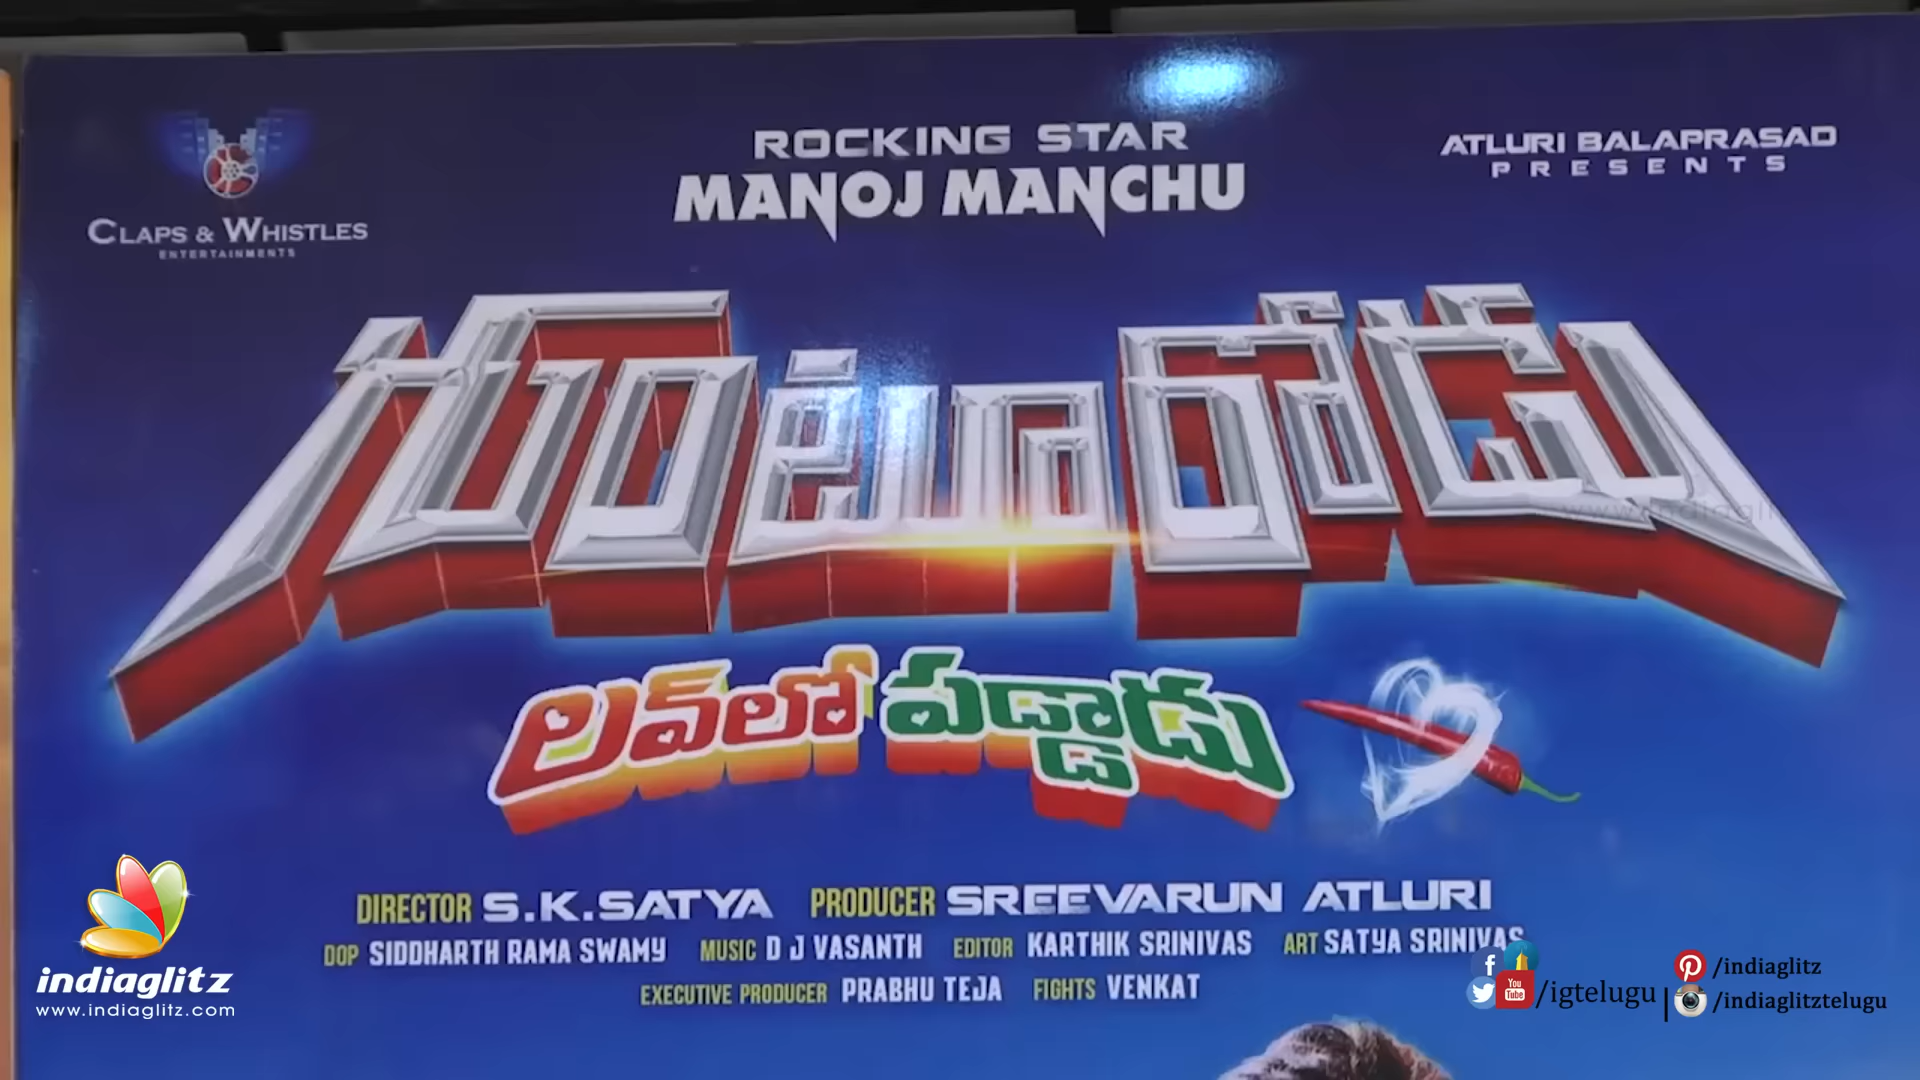 CLAPS & WHISTLES
ENTERTAINMENTS
ROCKING STAR
MANOJ MANCHU
ATLURI BALAPRASAD
PRESENTS
గుంటూరోడు
లవ్‌లో పడ్డాడు
DIRECTOR S.K.SATYA PRODUCER SREEVARUN ATLURI
DOP SIDDHARTH RAMA SWAMY MUSIC D J VASANTH EDITOR KARTHIK SRINIVAS ART SATYA SRINIVAS
EXECUTIVE PRODUCER PRABHU TEJA FIGHTS VENKAT
indiaglitz
www.indiaglitz.com
You Tube
/igtelugu
/indiaglitz
/indiaglitztelugu